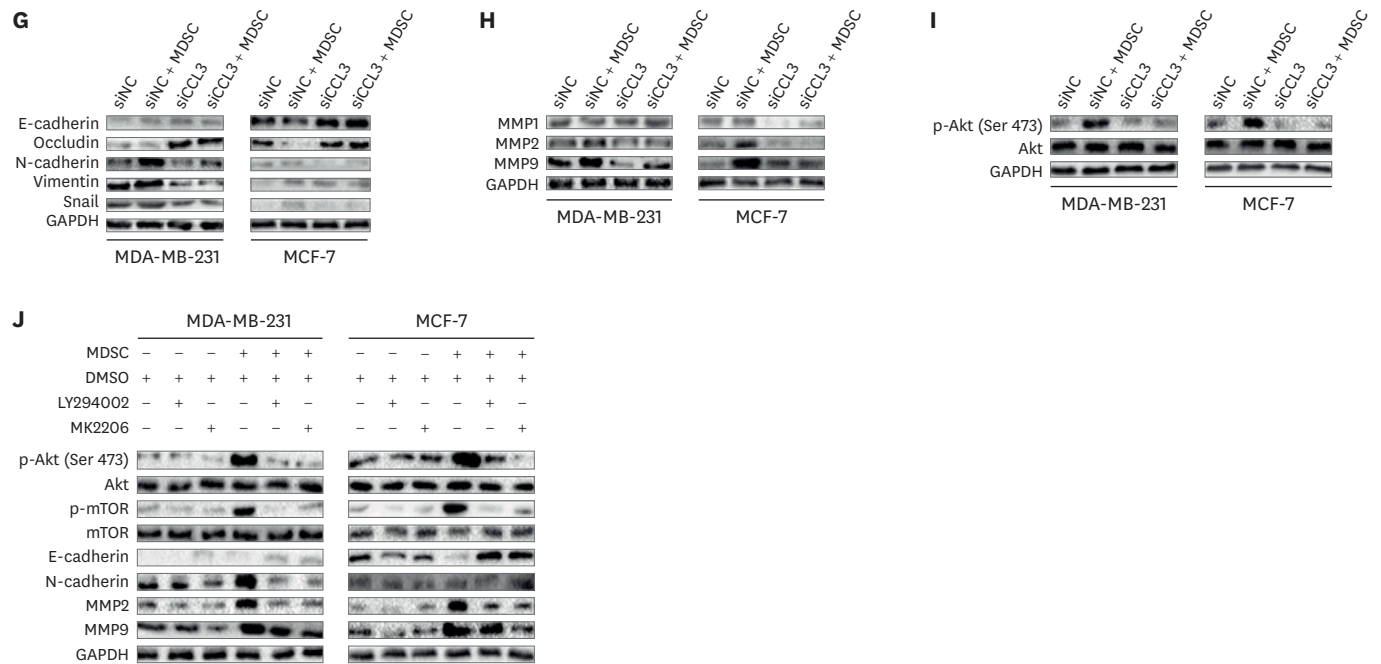 G
siNC
siNC + MDSC
siCCL3
siCCL3 + MDSC
siNC
siNC + MDSC
siCCL3
siCCL3 + MDSC
E-cadherin
Occludin
N-cadherin
Vimentin
Snail
GAPDH
MDA-MB-231 MCF-7
H
siNC
siNC + MDSC
siCCL3
siCCL3 + MDSC
siNC
siNC + MDSC
siCCL3
siCCL3 + MDSC
MMP1
MMP2
MMP9
GAPDH
MDA-MB-231 MCF-7
I
siNC
siNC + MDSC
siCCL3
siCCL3 + MDSC
siNC
siNC + MDSC
siCCL3
siCCL3 + MDSC
p-Akt (Ser 473)
Akt
GAPDH
MDA-MB-231 MCF-7
J
MDA-MB-231 MCF-7
MDSC − − − + + + − − − + + +
DMSO + + + + + + + + + + + +
LY294002 − + − − + − − + − − + −
MK2206 − − + − − + − − + − − +
p-Akt (Ser 473)
Akt
p-mTOR
mTOR
E-cadherin
N-cadherin
MMP2
MMP9
GAPDH